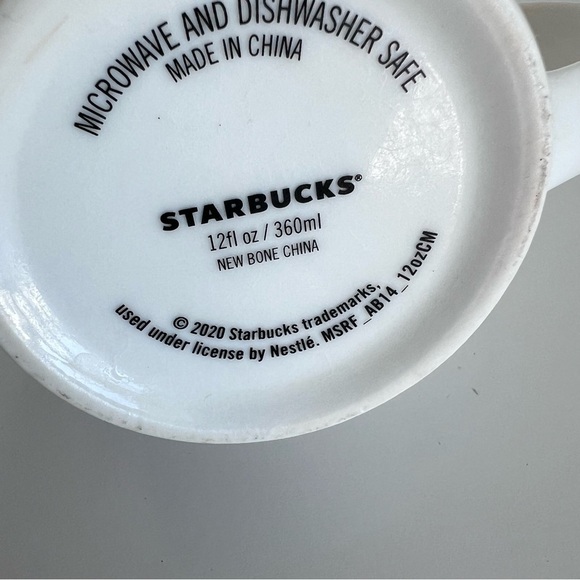 MICROWAVE AND DISHWASHER SAFE
MADE IN CHINA
STARBUCKS®
12fl oz / 360ml
NEW BONE CHINA
© 2020 Starbucks trademarks,
used under license by Nestlé. MSRF_AB14_12ozCM